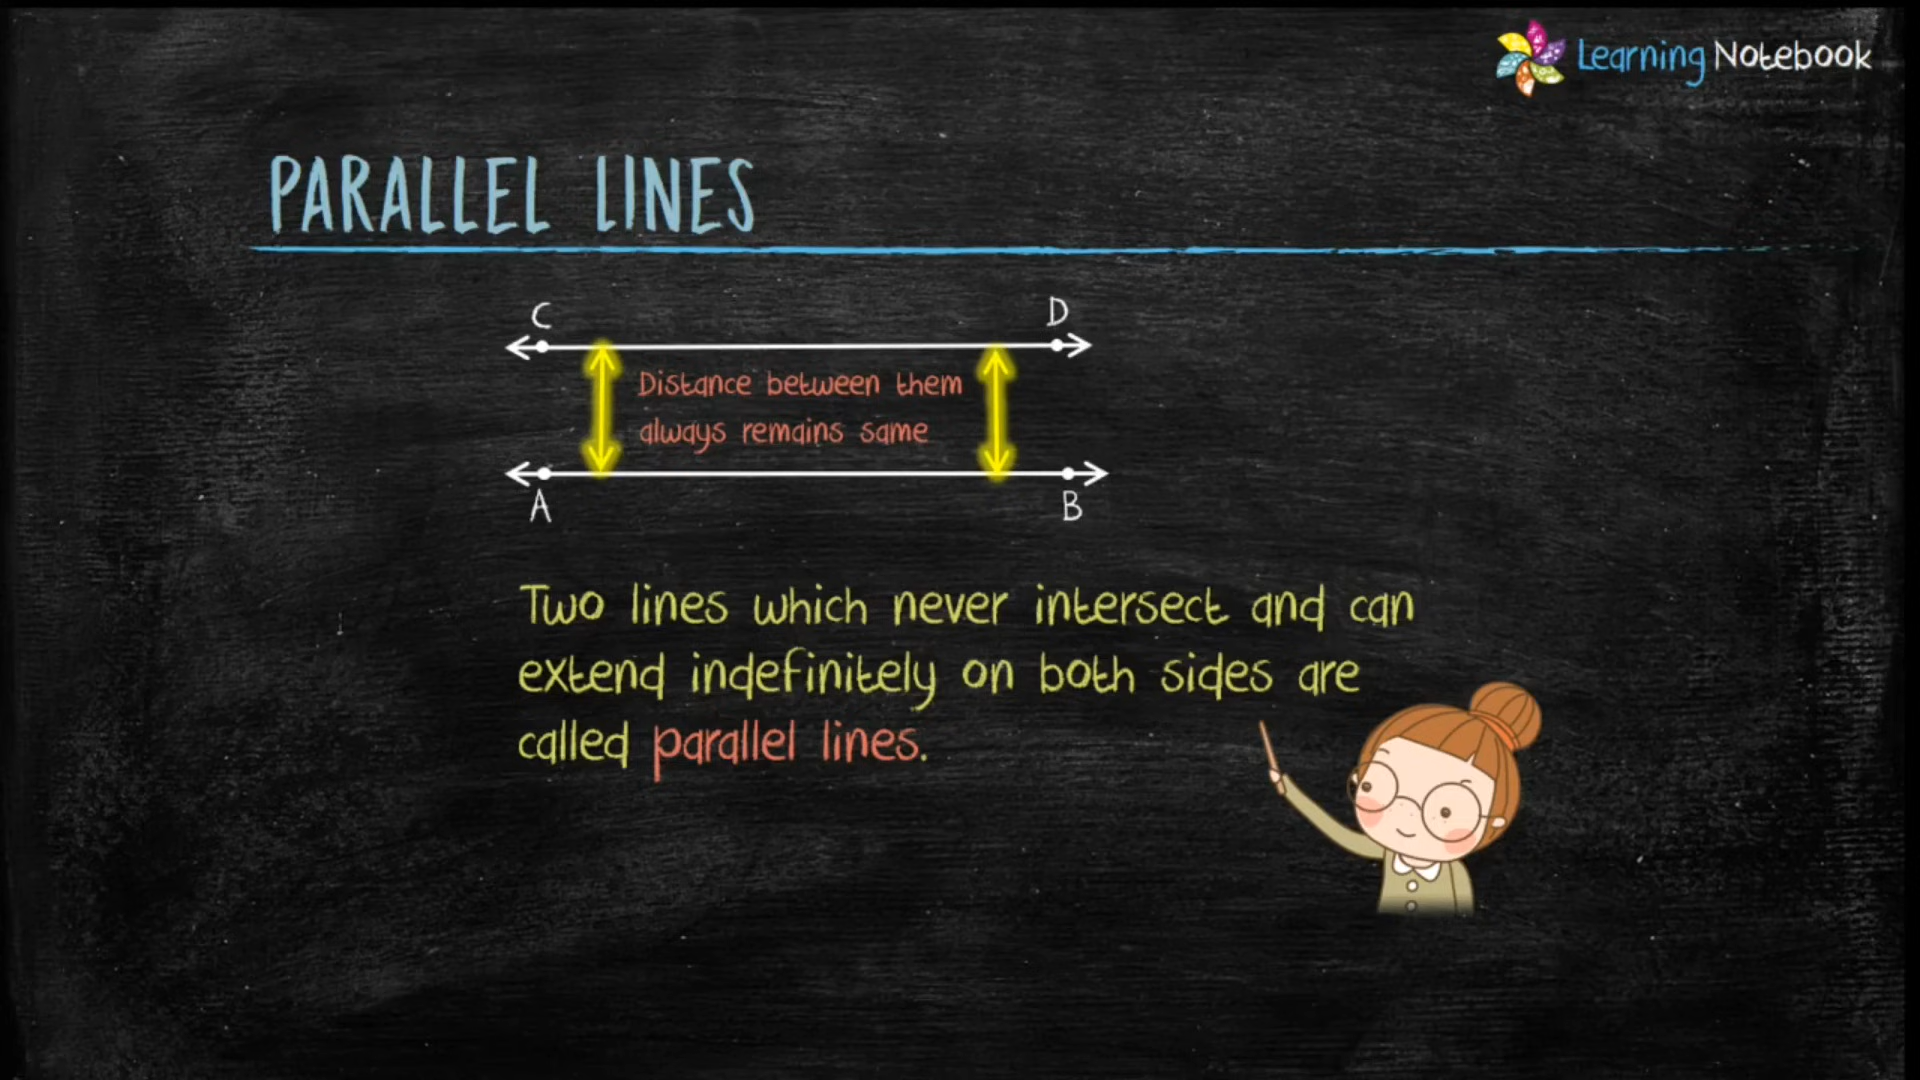 Learning Notebook
PARALLEL LINES
C D
Distance between them
always remains same
A B
Two lines which never intersect and can
extend indefinitely on both sides are
called parallel lines.